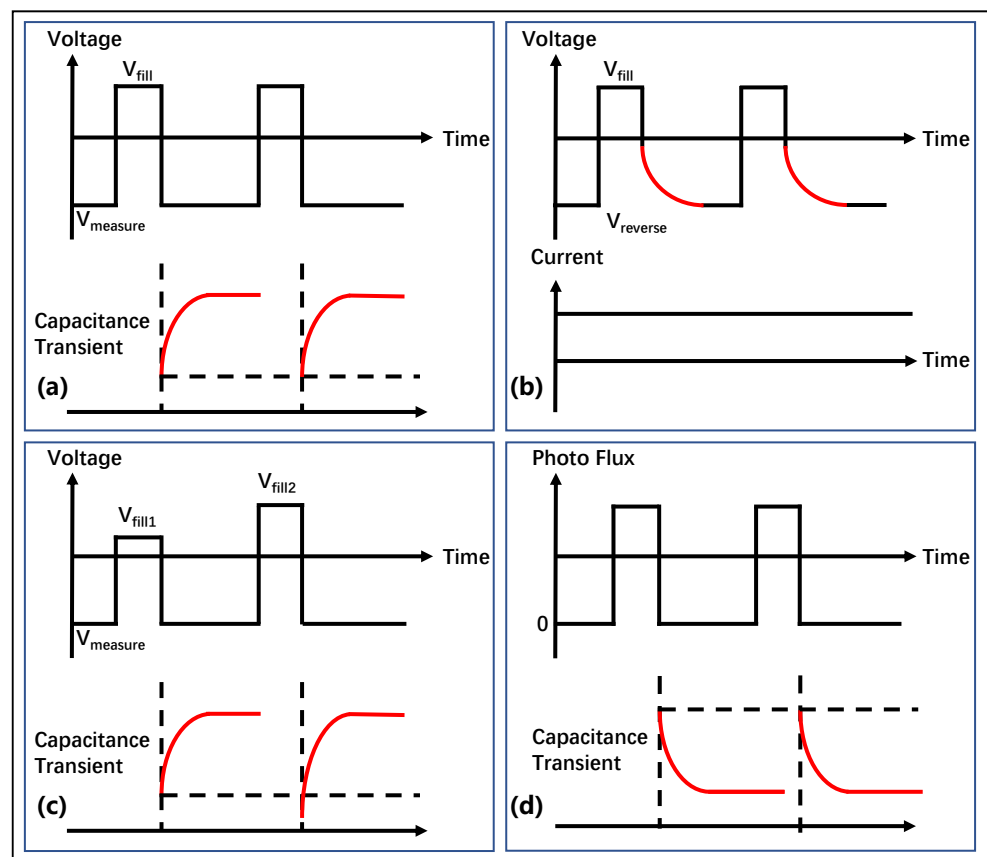 Voltage
V_fill
Time
V_measure
Capacitance
Transient
(a)
Voltage
V_fill
Time
V_reverse
Current
Time
(b)
Voltage
V_fill1
V_fill2
Time
V_measure
Capacitance
Transient
(c)
Photo Flux
Time
0
Capacitance
Transient
(d)